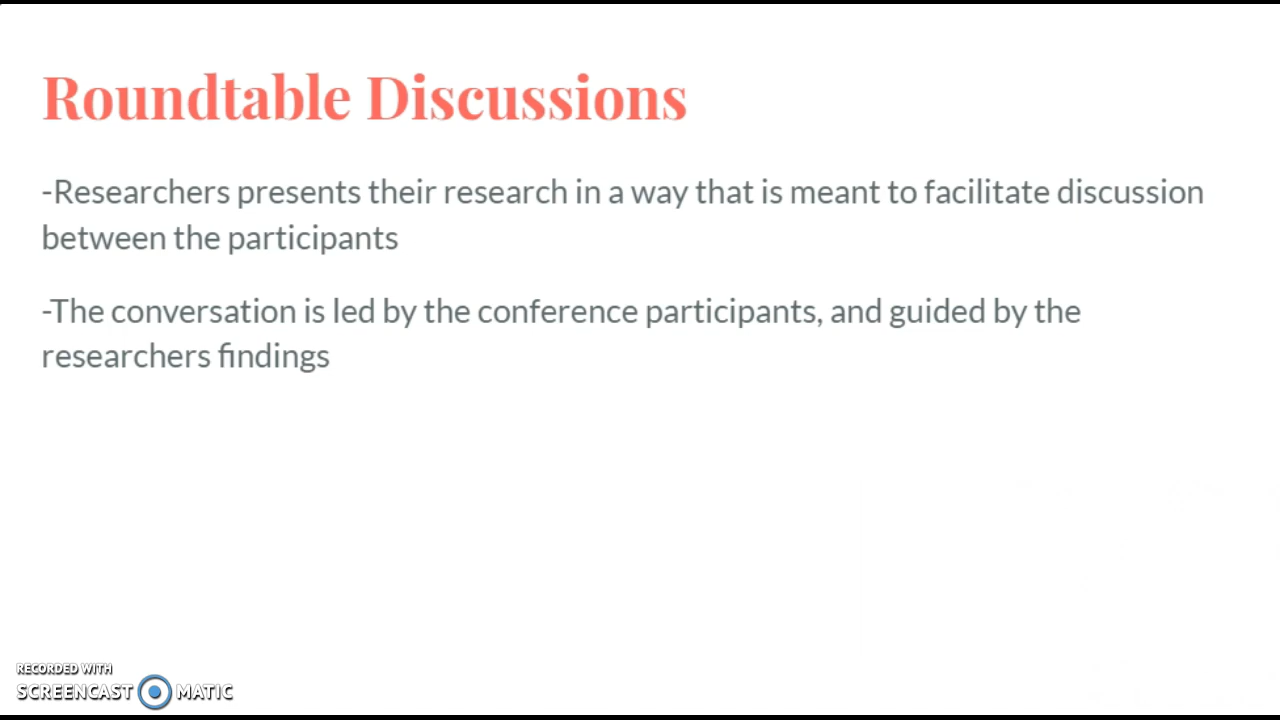 Roundtable Discussions
-Researchers presents their research in a way that is meant to facilitate discussion
between the participants
-The conversation is led by the conference participants, and guided by the
researchers findings
RECORDED WITH
SCREENCAST MATIC